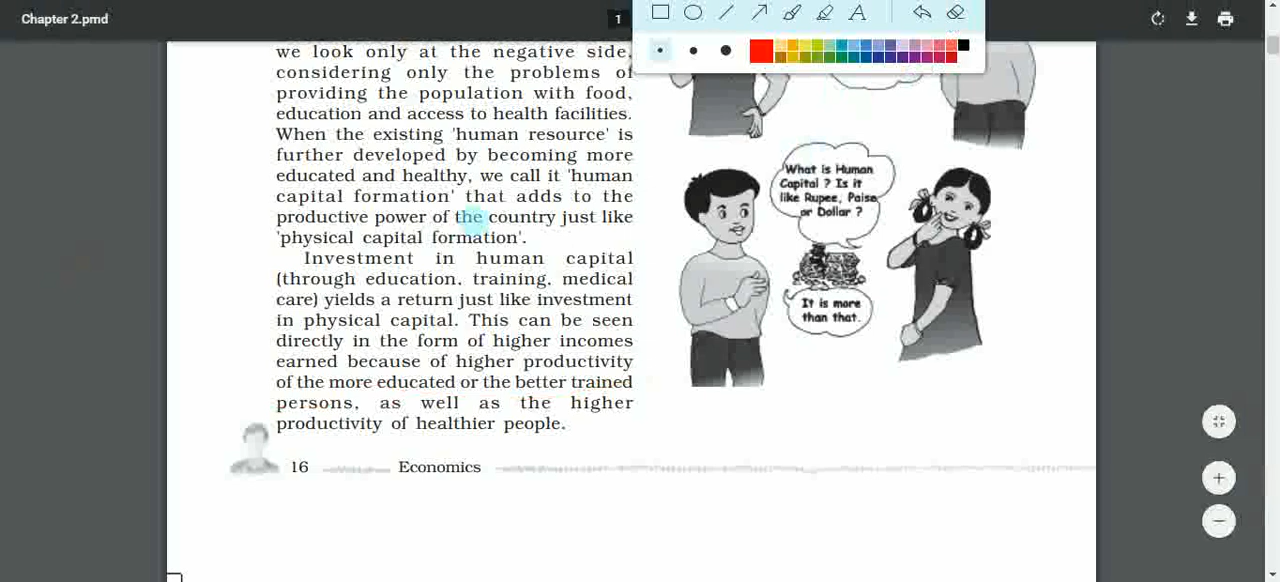 Chapter 2.pmd
1
we look only at the negative side,
considering only the problems of
providing the population with food,
education and access to health facilities.
When the existing 'human resource' is
further developed by becoming more
educated and healthy, we call it 'human
capital formation' that adds to the
productive power of the country just like
'physical capital formation'.
Investment in human capital
(through education, training, medical
care) yields a return just like investment
in physical capital. This can be seen
directly in the form of higher incomes
earned because of higher productivity
of the more educated or the better trained
persons, as well as the higher
productivity of healthier people.
What is Human
Capital ? Is it
like Rupee, Paise
or Dollar ?
It is more
than that.
16
Economics